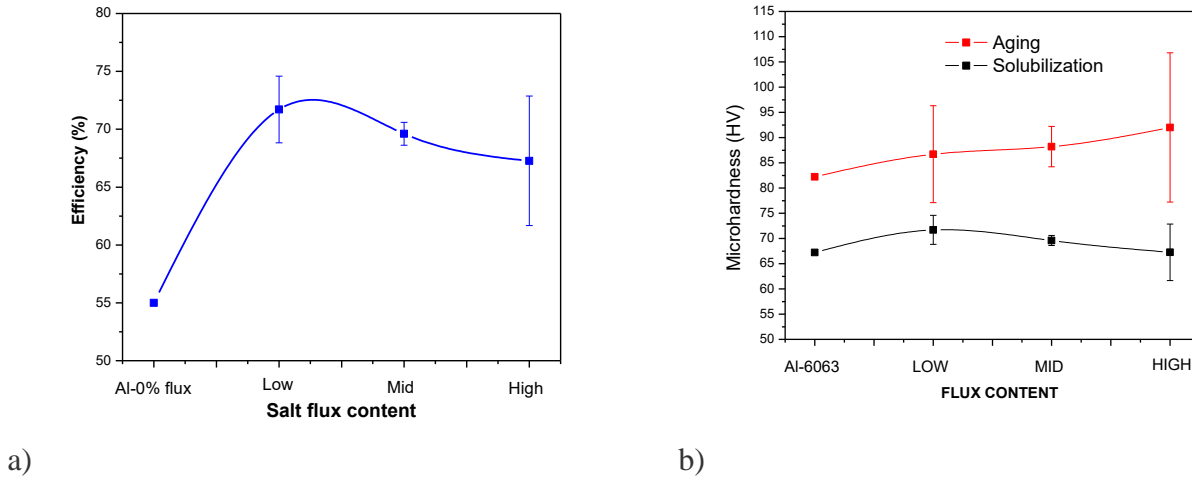 80
75
70
65
60
55
50
Efficiency (%)
Al-0% flux
Low
Mid
High
Salt flux content
a)
115
110
105
100
95
90
85
80
75
70
65
60
55
50
Microhardness (HV)
Aging
Solubilization
Al-6063
LOW
MID
HIGH
FLUX CONTENT
b)